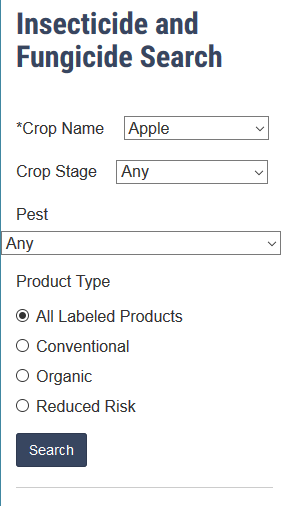 Insecticide and
Fungicide Search
*Crop Name Apple
Crop Stage Any
Pest
Any
Product Type
All Labeled Products
Conventional
Organic
Reduced Risk
Search